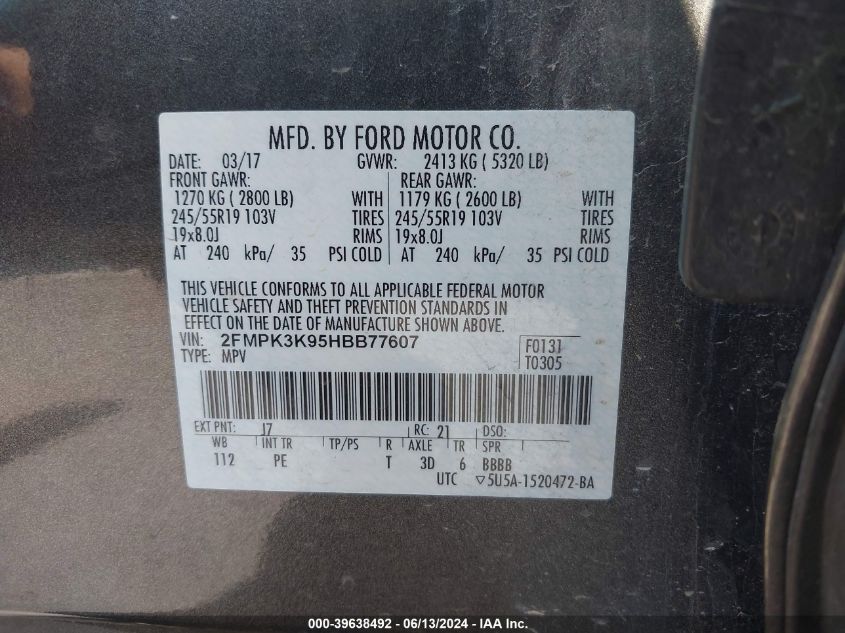 MFD. BY FORD MOTOR CO.
DATE: 03/17 GVWR: 2413 KG ( 5320 LB)
FRONT GAWR: REAR GAWR:
1270 KG ( 2800 LB) WITH 1179 KG ( 2600 LB) WITH
245/55R19 103V TIRES 245/55R19 103V TIRES
19x8.0J RIMS 19x8.0J RIMS
AT 240 kPa/ 35 PSI COLD AT 240 kPa/ 35 PSI COLD
THIS VEHICLE CONFORMS TO ALL APPLICABLE FEDERAL MOTOR
VEHICLE SAFETY AND THEFT PREVENTION STANDARDS IN
EFFECT ON THE DATE OF MANUFACTURE SHOWN ABOVE.
VIN: 2FMPK3K95HBB77607 F0131
TYPE: MPV T0305
EXT PNT: J7 RC: 21 DSO:
WB INT TR TP/PS R AXLE TR SPR
112 PE T 3D 6 BBBB
UTC ▽5U5A-1520472-BA
000-39638492 - 06/13/2024 - IAA Inc.